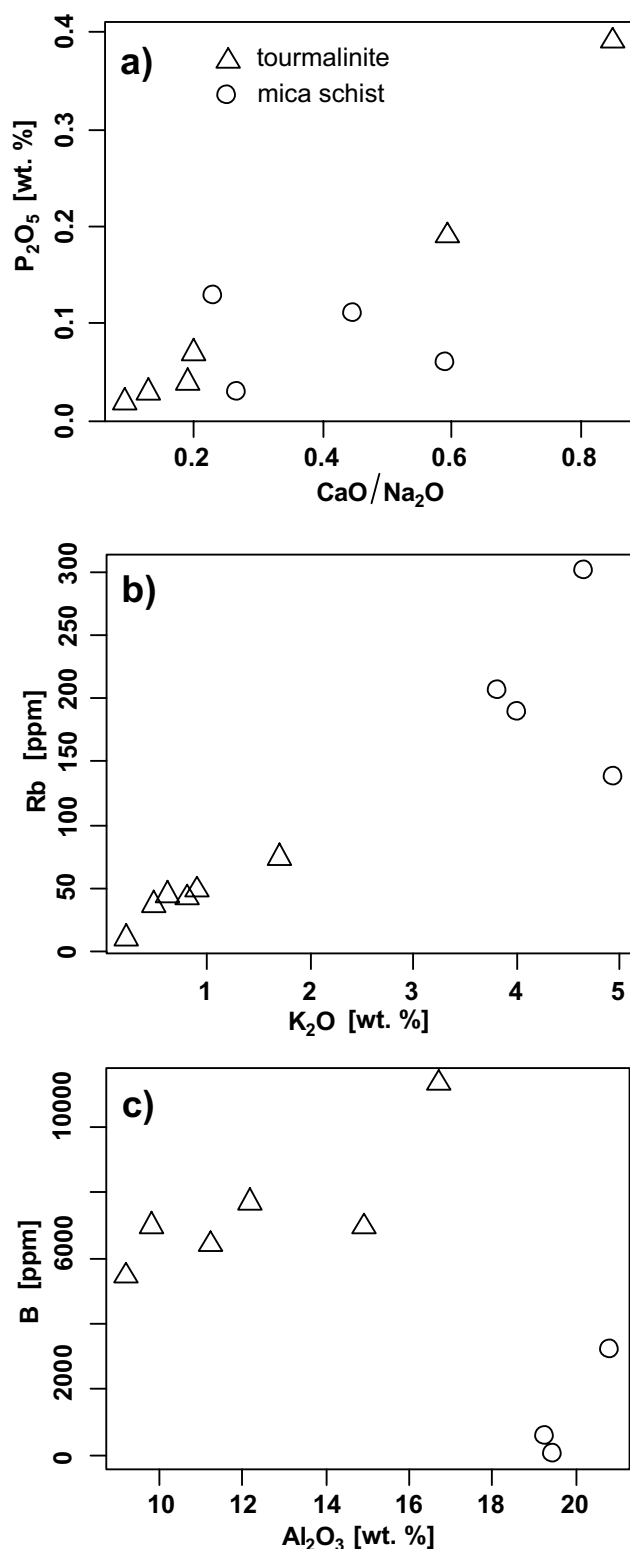 a)
tourmalinite
mica schist
P₂O₅ [wt. %]
0.4
0.3
0.2
0.1
0.0
0.2 0.4 0.6 0.8
CaO/Na₂O
b)
Rb [ppm]
300
250
200
150
100
50
0
1 2 3 4 5
K₂O [wt. %]
c)
B [ppm]
10000
6000
2000
0
10 12 14 16 18 20
Al₂O₃ [wt. %]